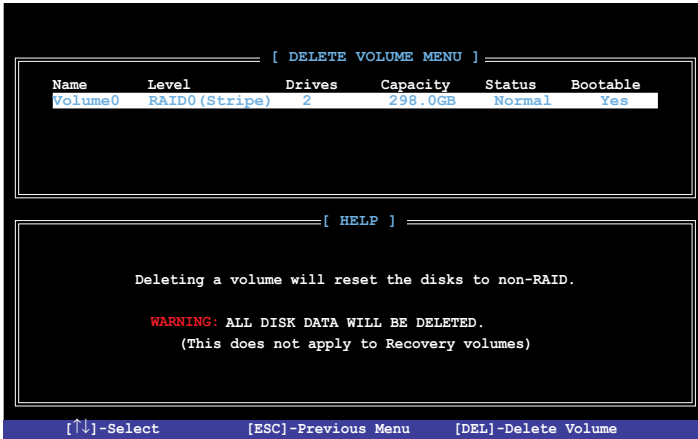 [ DELETE VOLUME MENU ]
Name Level Drives Capacity Status Bootable
Volume0 RAID0(Stripe) 2 298.0GB Normal Yes
[ HELP ]
Deleting a volume will reset the disks to non-RAID.
WARNING: ALL DISK DATA WILL BE DELETED.
(This does not apply to Recovery volumes)
[↑↓]-Select [ESC]-Previous Menu [DEL]-Delete Volume